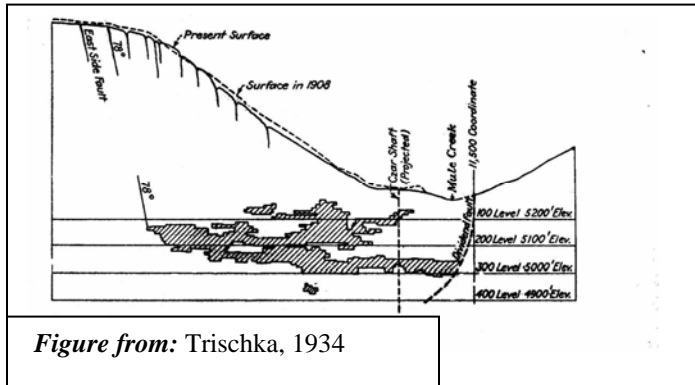 Present Surface
East Side Fault
78°
Surface in 1908
Czar Shaft
(Projected)
Mule Creek
11,500 Coordinate
78°
Dividend Fault
100 Level 5200' Elev.
200 Level 5100' Elev.
300 Level 5000' Elev.
400 Level 4900' Elev.
Figure from: Trischka, 1934